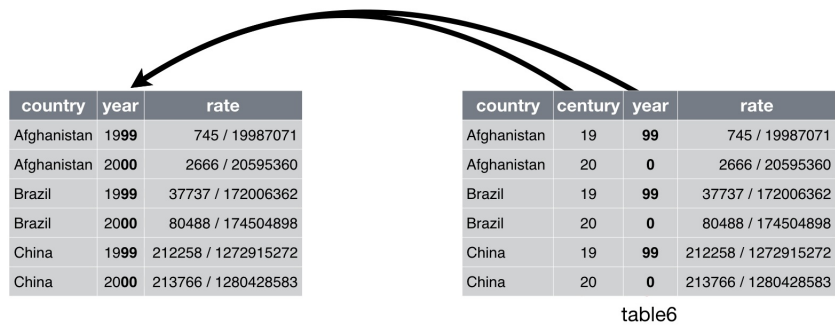 country year rate
Afghanistan 1999 745 / 19987071
Afghanistan 2000 2666 / 20595360
Brazil 1999 37737 / 172006362
Brazil 2000 80488 / 174504898
China 1999 212258 / 1272915272
China 2000 213766 / 1280428583
country century year rate
Afghanistan 19 99 745 / 19987071
Afghanistan 20 0 2666 / 20595360
Brazil 19 99 37737 / 172006362
Brazil 20 0 80488 / 174504898
China 19 99 212258 / 1272915272
China 20 0 213766 / 1280428583
table6